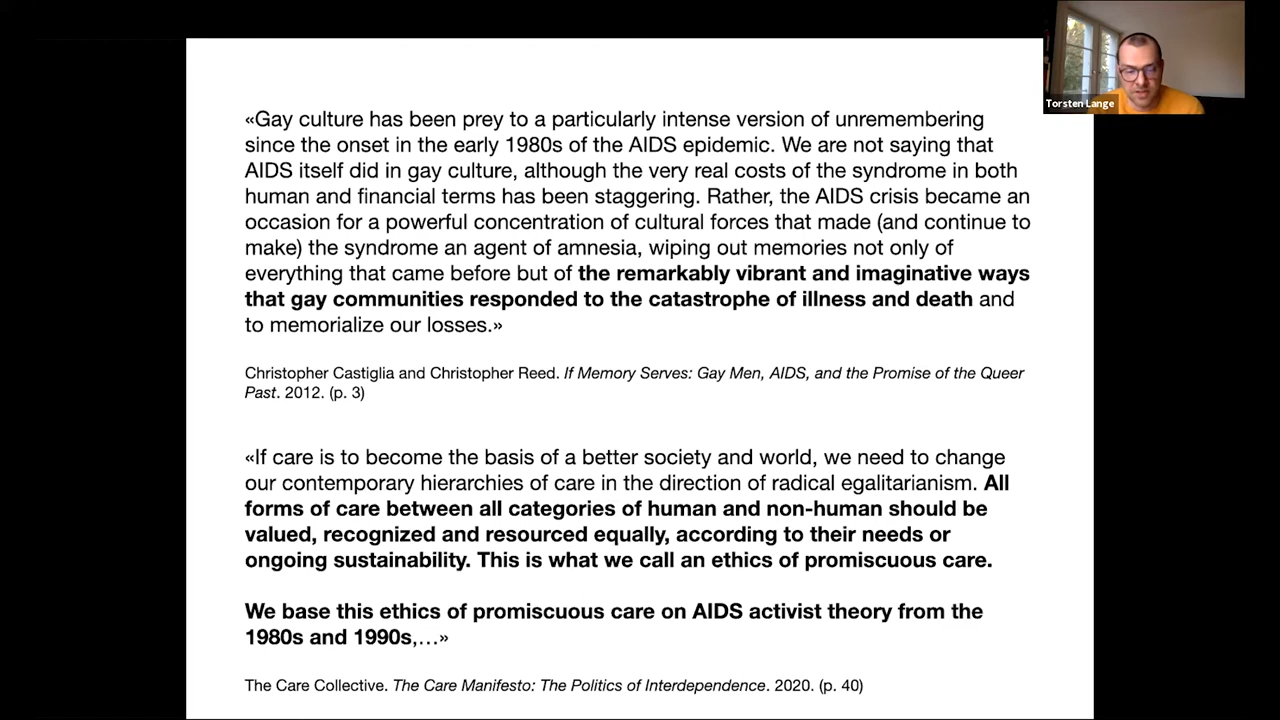 Torsten Lange
«Gay culture has been prey to a particularly intense version of unremembering
since the onset in the early 1980s of the AIDS epidemic. We are not saying that
AIDS itself did in gay culture, although the very real costs of the syndrome in both
human and financial terms has been staggering. Rather, the AIDS crisis became an
occasion for a powerful concentration of cultural forces that made (and continue to
make) the syndrome an agent of amnesia, wiping out memories not only of
everything that came before but of the remarkably vibrant and imaginative ways
that gay communities responded to the catastrophe of illness and death and
to memorialize our losses.»
Christopher Castiglia and Christopher Reed. If Memory Serves: Gay Men, AIDS, and the Promise of the Queer
Past. 2012. (p. 3)
«If care is to become the basis of a better society and world, we need to change
our contemporary hierarchies of care in the direction of radical egalitarianism. All
forms of care between all categories of human and non-human should be
valued, recognized and resourced equally, according to their needs or
ongoing sustainability. This is what we call an ethics of promiscuous care.
We base this ethics of promiscuous care on AIDS activist theory from the
1980s and 1990s,…»
The Care Collective. The Care Manifesto: The Politics of Interdependence. 2020. (p. 40)